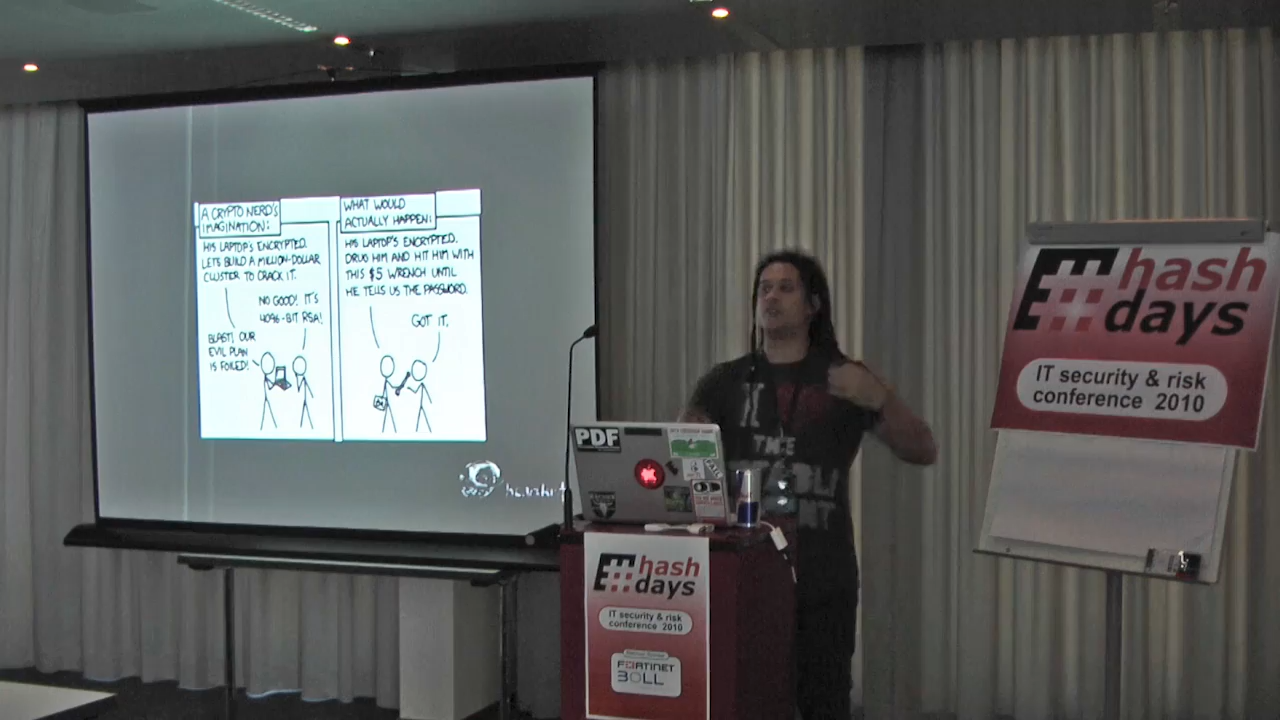 A CRYPTO NERD'S
IMAGINATION:
HIS LAPTOP'S ENCRYPTED.
LET'S BUILD A MILLION-DOLLAR
CLUSTER TO CRACK IT.
NO GOOD! IT'S
4096-BIT RSA!
BLAST! OUR
EVIL PLAN
IS FOILED!
WHAT WOULD
ACTUALLY HAPPEN:
HIS LAPTOP'S ENCRYPTED.
DRUG HIM AND HIT HIM WITH
THIS $5 WRENCH UNTIL
HE TELLS US THE PASSWORD.
GOT IT.
PDF
I
THE
hash
days
IT security & risk
conference 2010
FORTINET
BOLL
hash
days
IT security & risk
conference 2010